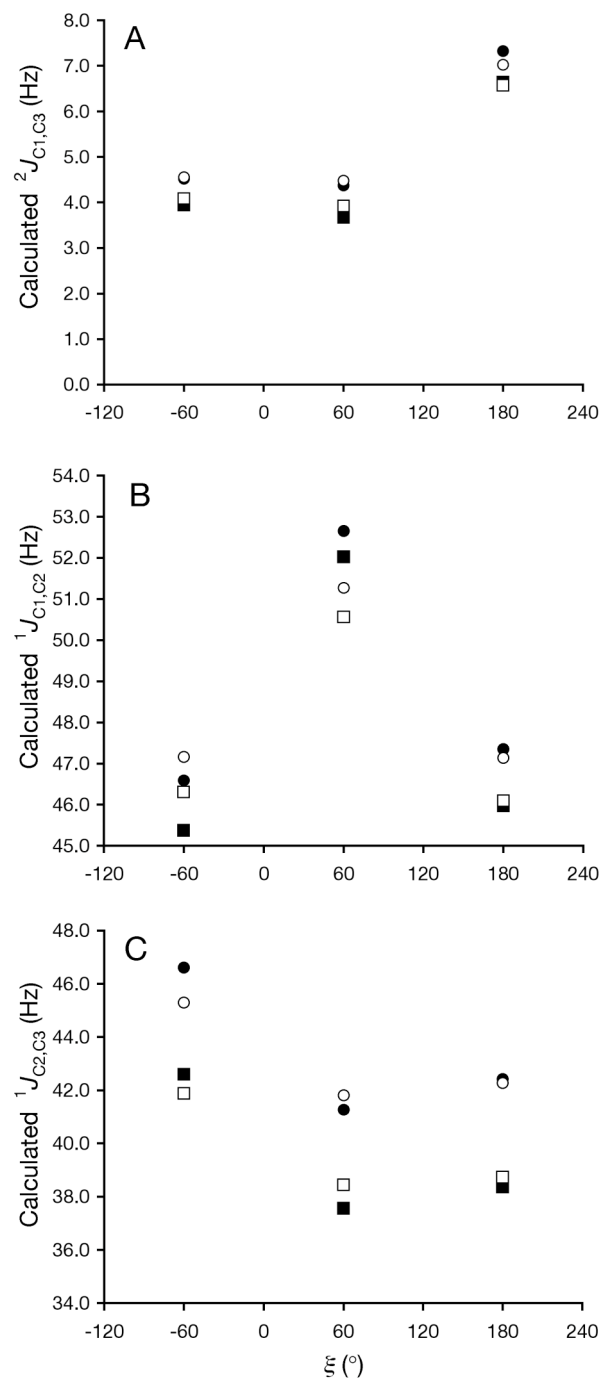 A
Calculated ²J_C1,C3 (Hz)
8.0
7.0
6.0
5.0
4.0
3.0
2.0
1.0
0.0
-120 -60 0 60 120 180 240
B
Calculated ¹J_C1,C2 (Hz)
54.0
53.0
52.0
51.0
50.0
49.0
48.0
47.0
46.0
45.0
-120 -60 0 60 120 180 240
C
Calculated ¹J_C2,C3 (Hz)
48.0
46.0
44.0
42.0
40.0
38.0
36.0
34.0
-120 -60 0 60 120 180 240
ξ (°)